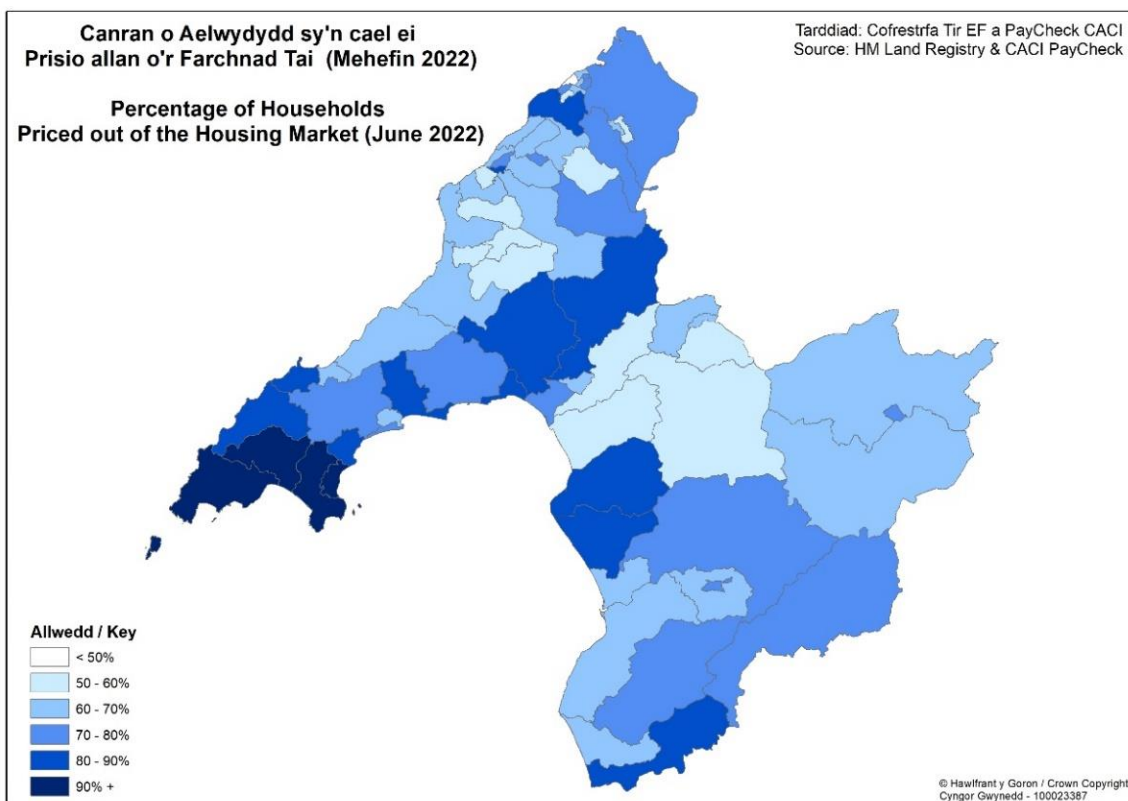 Canran o Aelwydydd sy'n cael ei
Prisio allan o'r Farchnad Tai (Mehefin 2022)
Percentage of Households
Priced out of the Housing Market (June 2022)
Tarddiad: Cofrestrfa Tir EF a PayCheck CACI
Source: HM Land Registry & CACI PayCheck
Allwedd / Key
< 50%
50 - 60%
60 - 70%
70 - 80%
80 - 90%
90% +
© Hawlfrant y Goron / Crown Copyright
Cyngor Gwynedd - 100023387